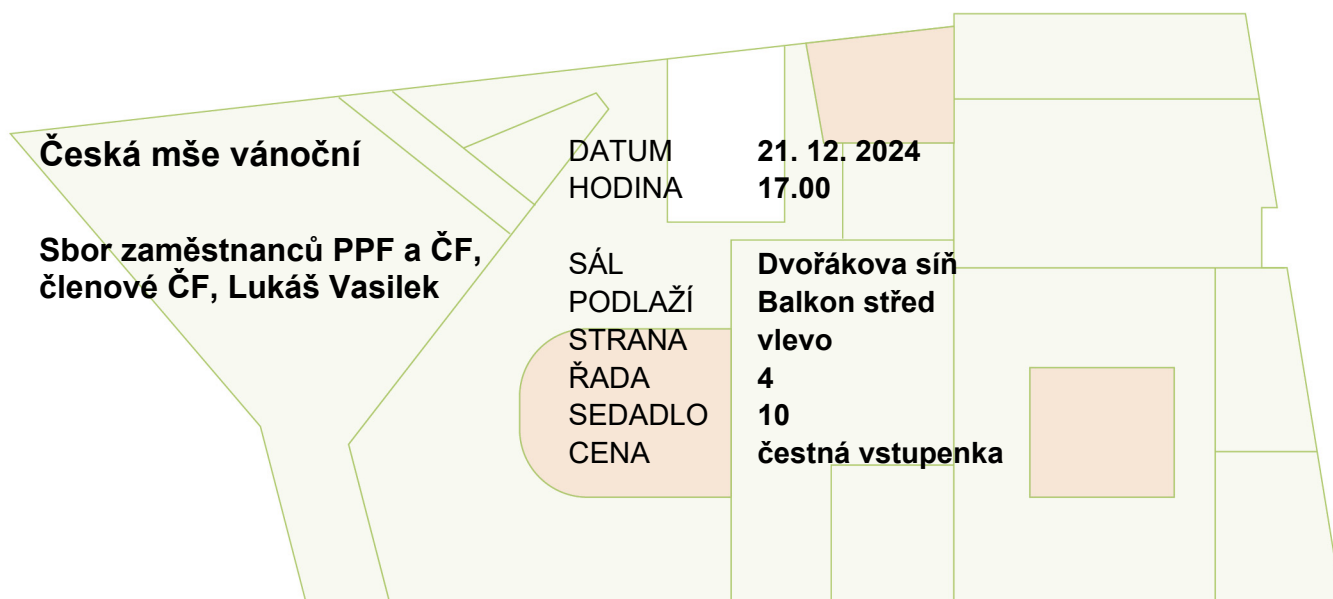 Česká mše vánoční
Sbor zaměstnanců PPF a ČF,
členové ČF, Lukáš Vasilek
DATUM 21. 12. 2024
HODINA 17.00
SÁL Dvořákova síň
PODLAŽÍ Balkon střed
STRANA vlevo
ŘADA 4
SEDADLO 10
CENA čestná vstupenka